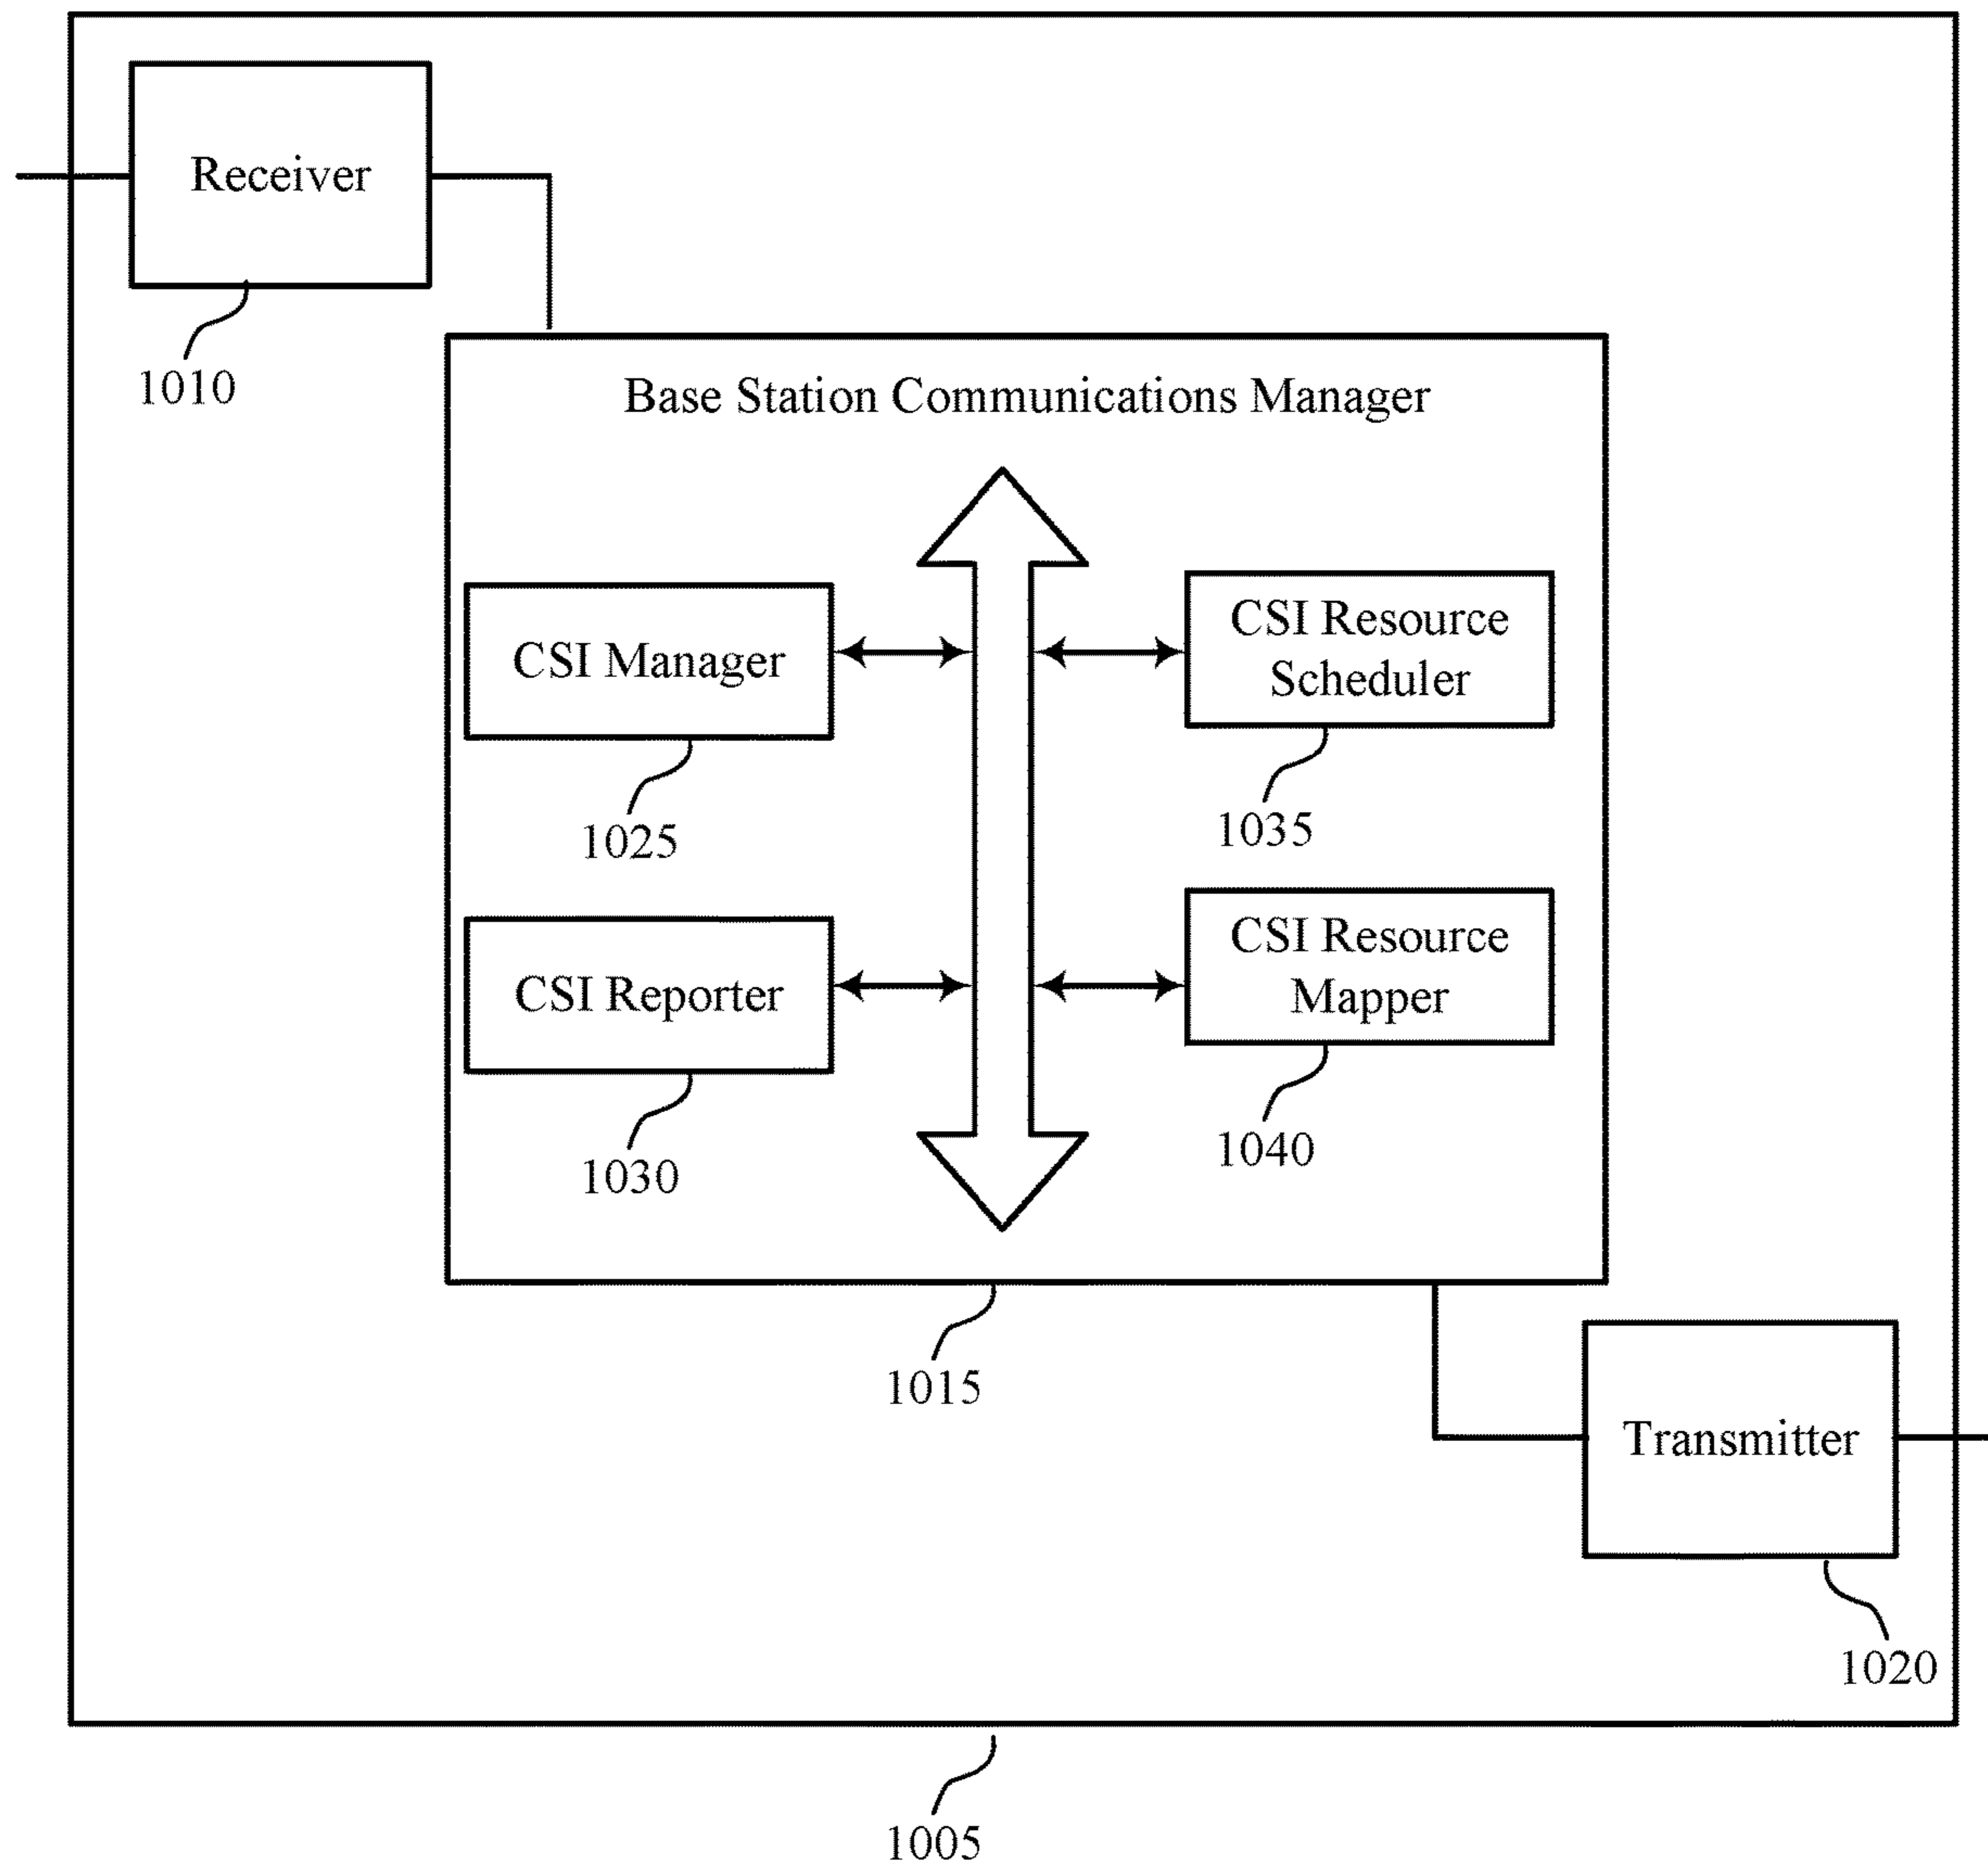 Receiver
1010
Base Station Communications Manager
CSI Manager
1025
CSI Resource
Scheduler
1035
CSI Reporter
1030
CSI Resource
Mapper
1040
1015
Transmitter
1020
1005